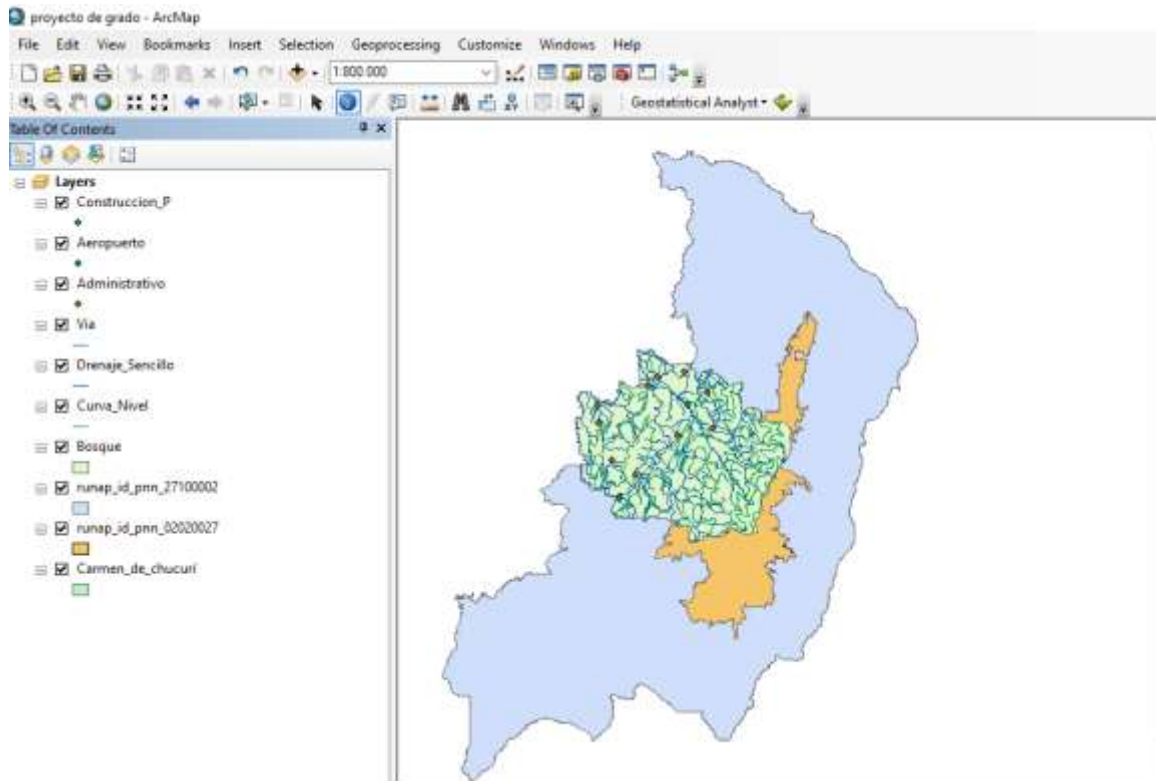 proyecto de grado - ArcMap
File Edit View Bookmarks Insert Selection Geoprocessing Customize Windows Help
1:800.000
Geostatistical Analyst
Table Of Contents
Layers
Construccion_P
Aeropuerto
Administrativo
Via
Drenaje_Sencillo
Curva_Nivel
Bosque
runap_id_pnn_27100002
runap_id_pnn_02020027
Carmen_de_chucurí